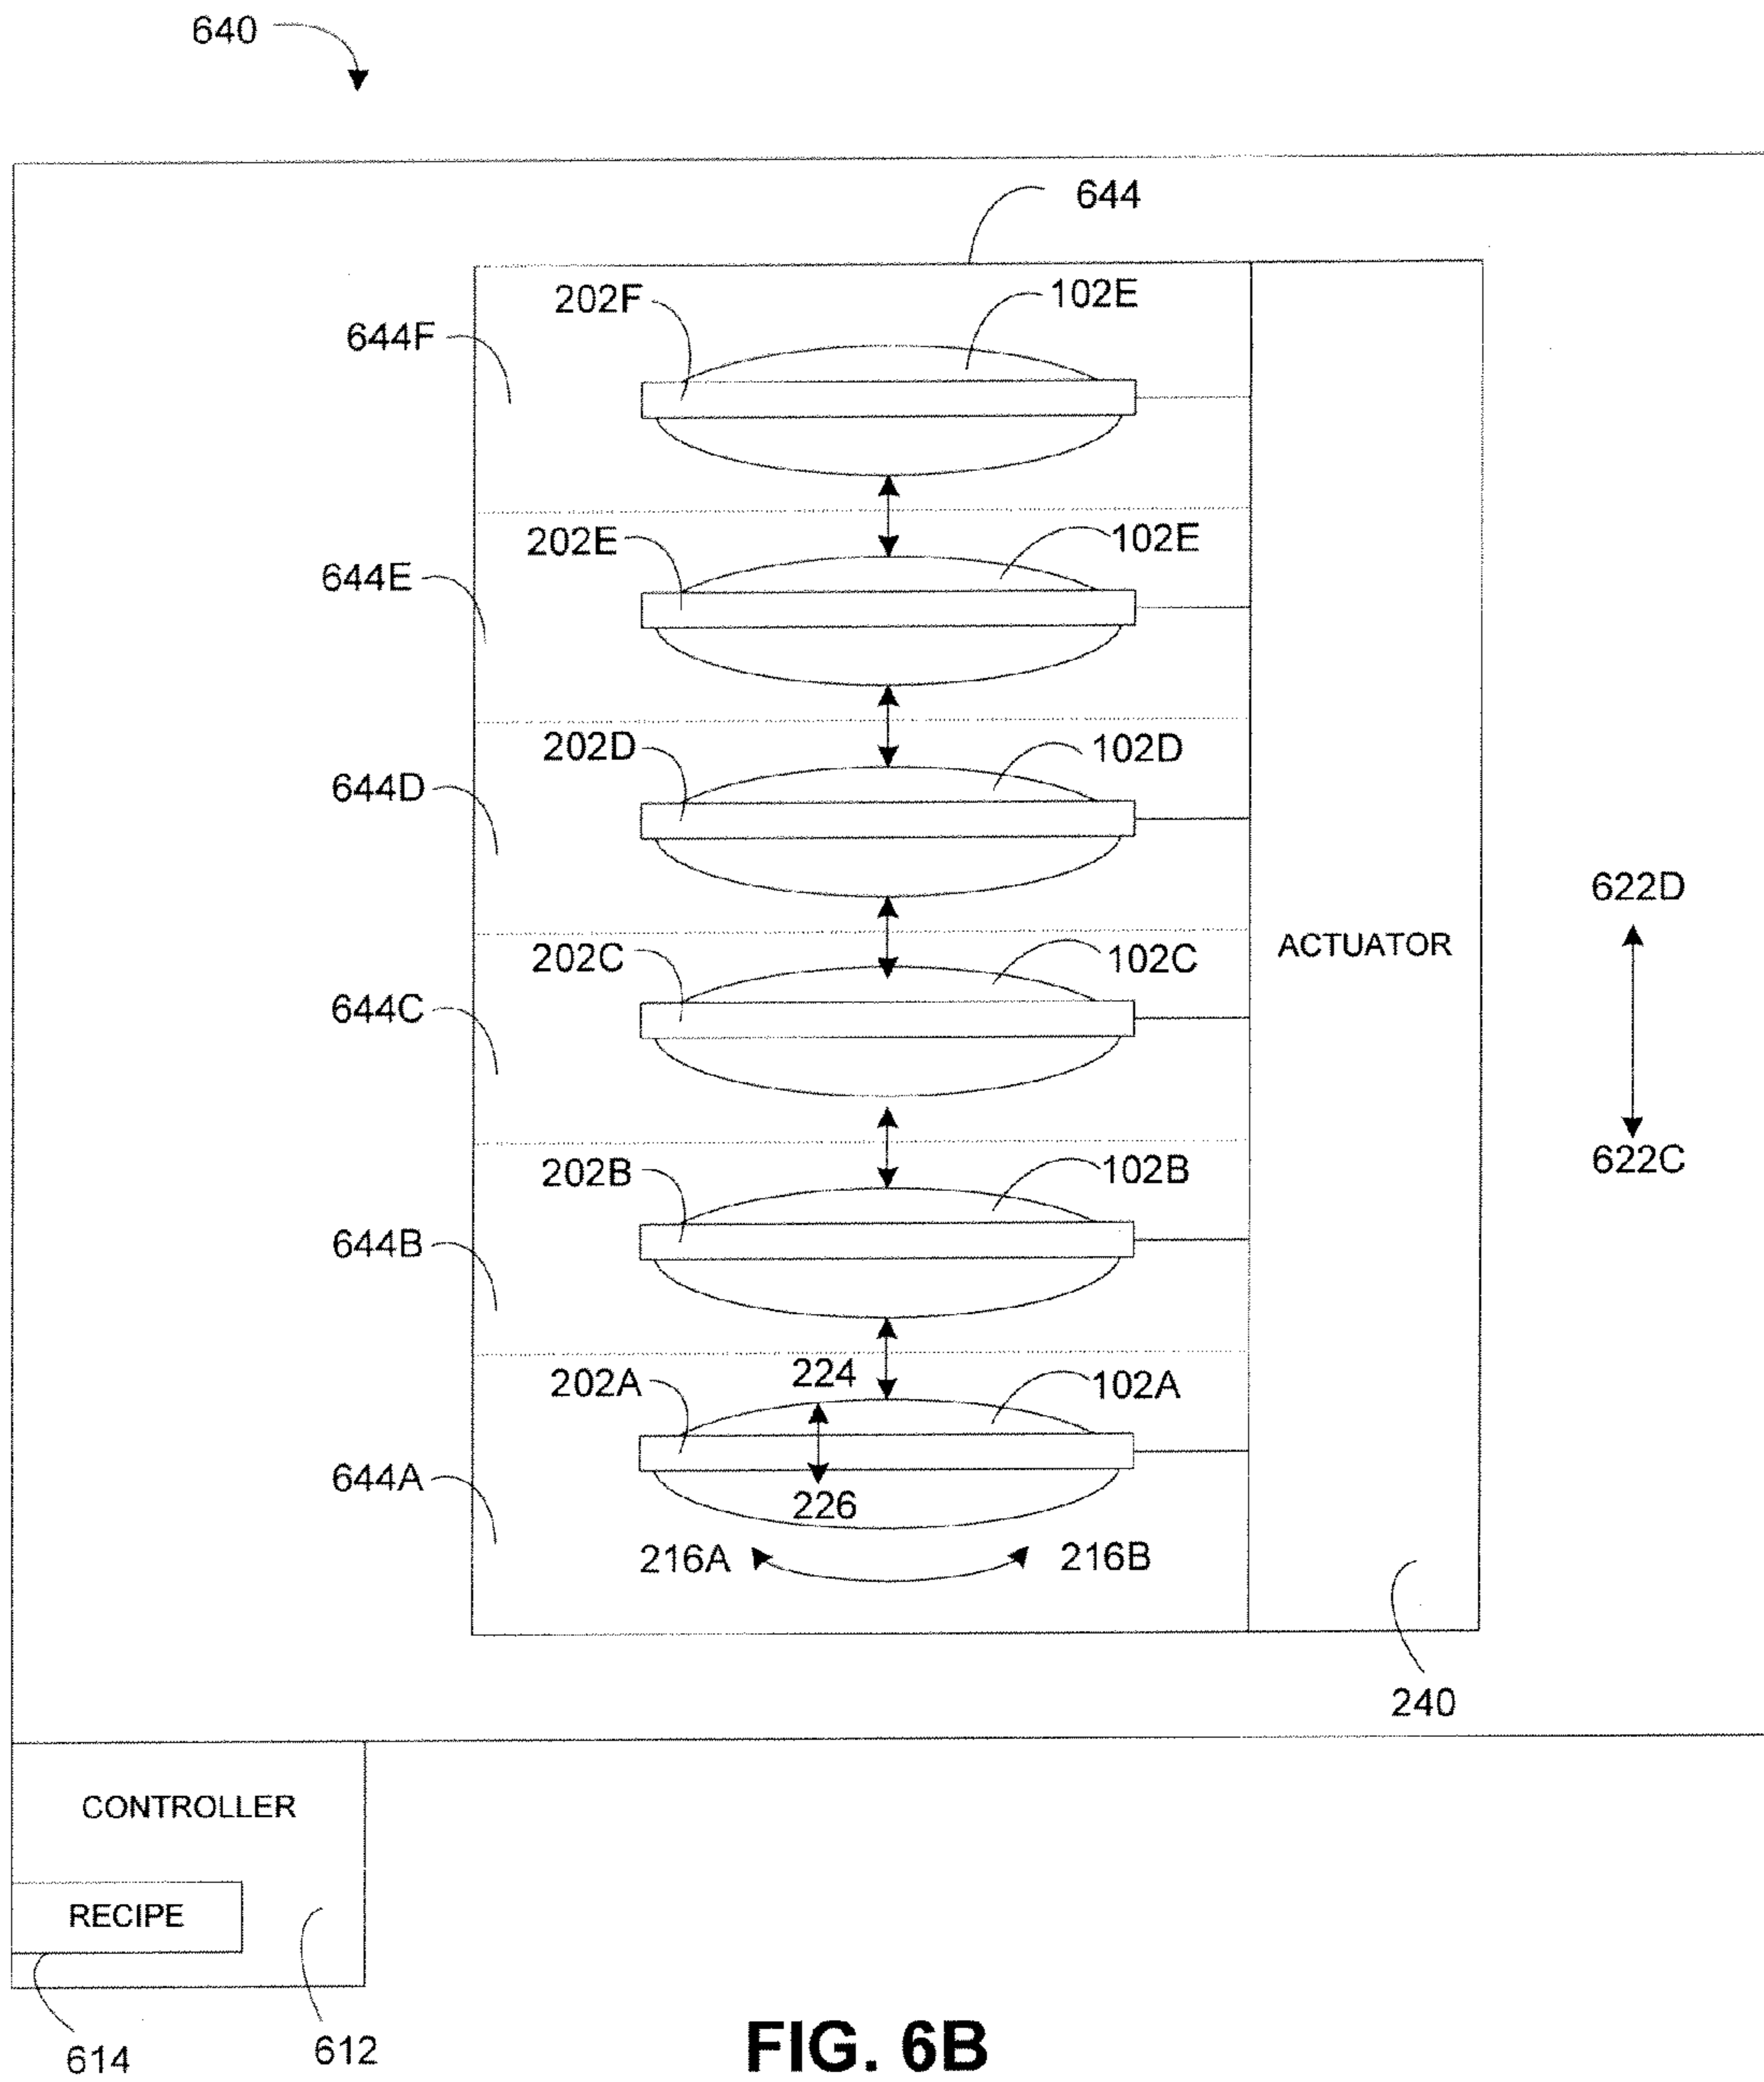 640
644
202F
102E
644F
202E
102E
644E
202D
102D
644D
622D
ACTUATOR
202C
102C
644C
622C
202B
102B
644B
224
202A
102A
644A
226
216A
216B
240
CONTROLLER
RECIPE
614
612
FIG. 6B